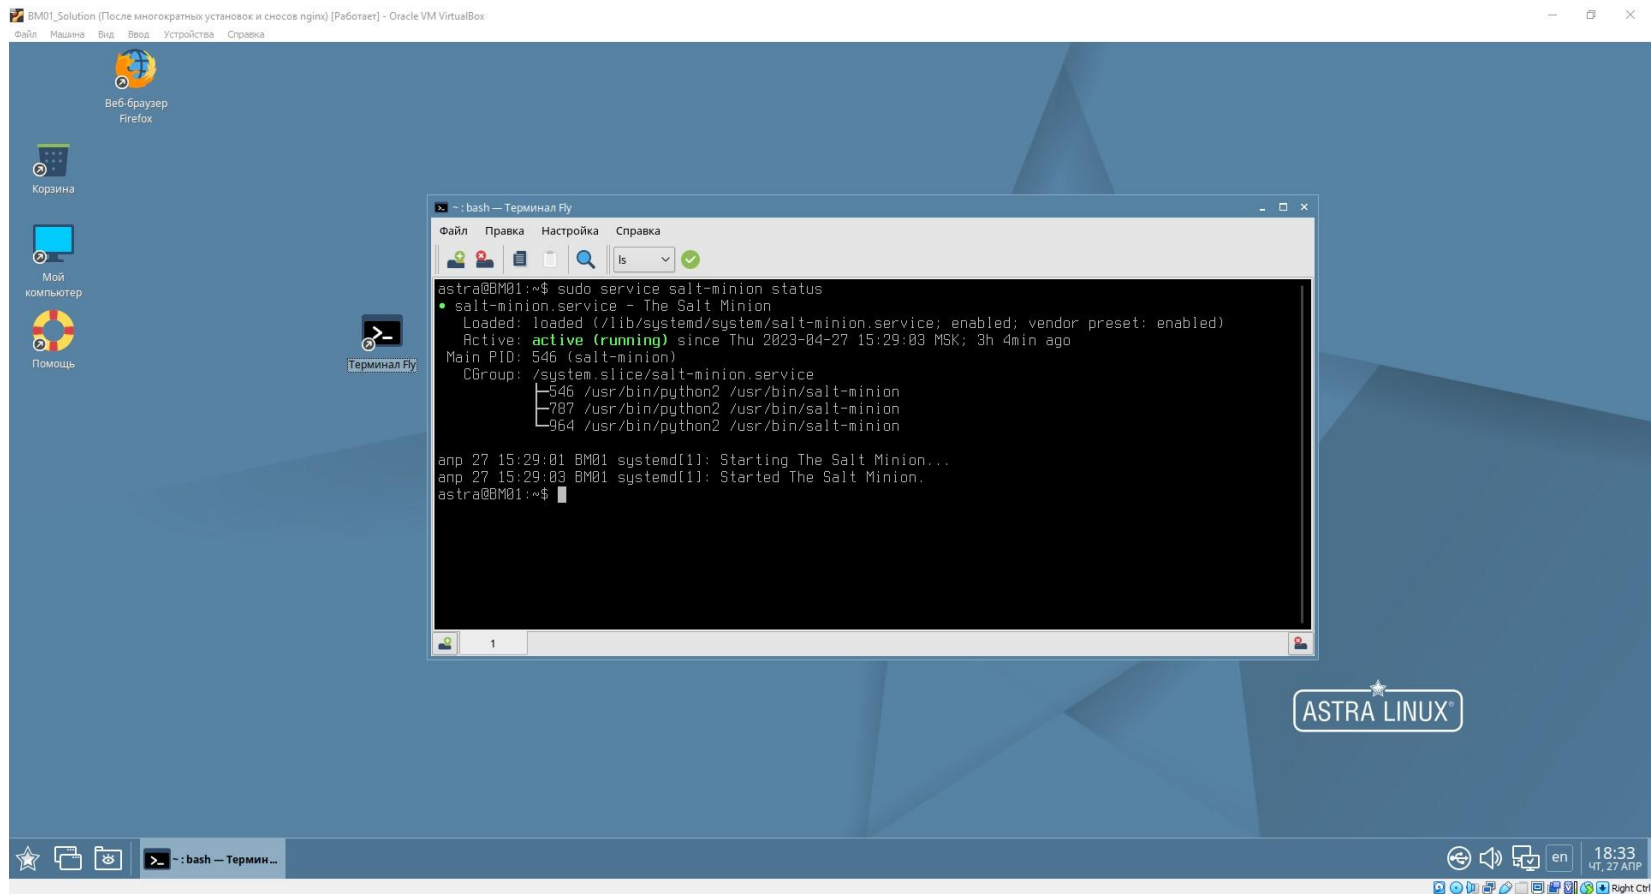 BM01_Solution (После многократных установок и сносов nginx) [Работает] - Oracle VM VirtualBox
Файл Машина Вид Ввод Устройства Справка
Веб-браузер
Firefox
Корзина
Мой
компьютер
Помощь
Терминал Fly
~ : bash — Терминал Fly
Файл Правка Настройка Справка
ls
astra@BM01:~$ sudo service salt-minion status
● salt-minion.service - The Salt Minion
Loaded: loaded (/lib/systemd/system/salt-minion.service; enabled; vendor preset: enabled)
Active: active (running) since Thu 2023-04-27 15:29:03 MSK; 3h 4min ago
Main PID: 546 (salt-minion)
CGroup: /system.slice/salt-minion.service
├─546 /usr/bin/python2 /usr/bin/salt-minion
├─787 /usr/bin/python2 /usr/bin/salt-minion
└─964 /usr/bin/python2 /usr/bin/salt-minion
апр 27 15:29:01 BM01 systemd[1]: Starting The Salt Minion...
апр 27 15:29:03 BM01 systemd[1]: Started The Salt Minion.
astra@BM01:~$
1
ASTRA LINUX®
~ : bash — Термин...
en
18:33
ЧТ, 27 АПР
Right Ctrl